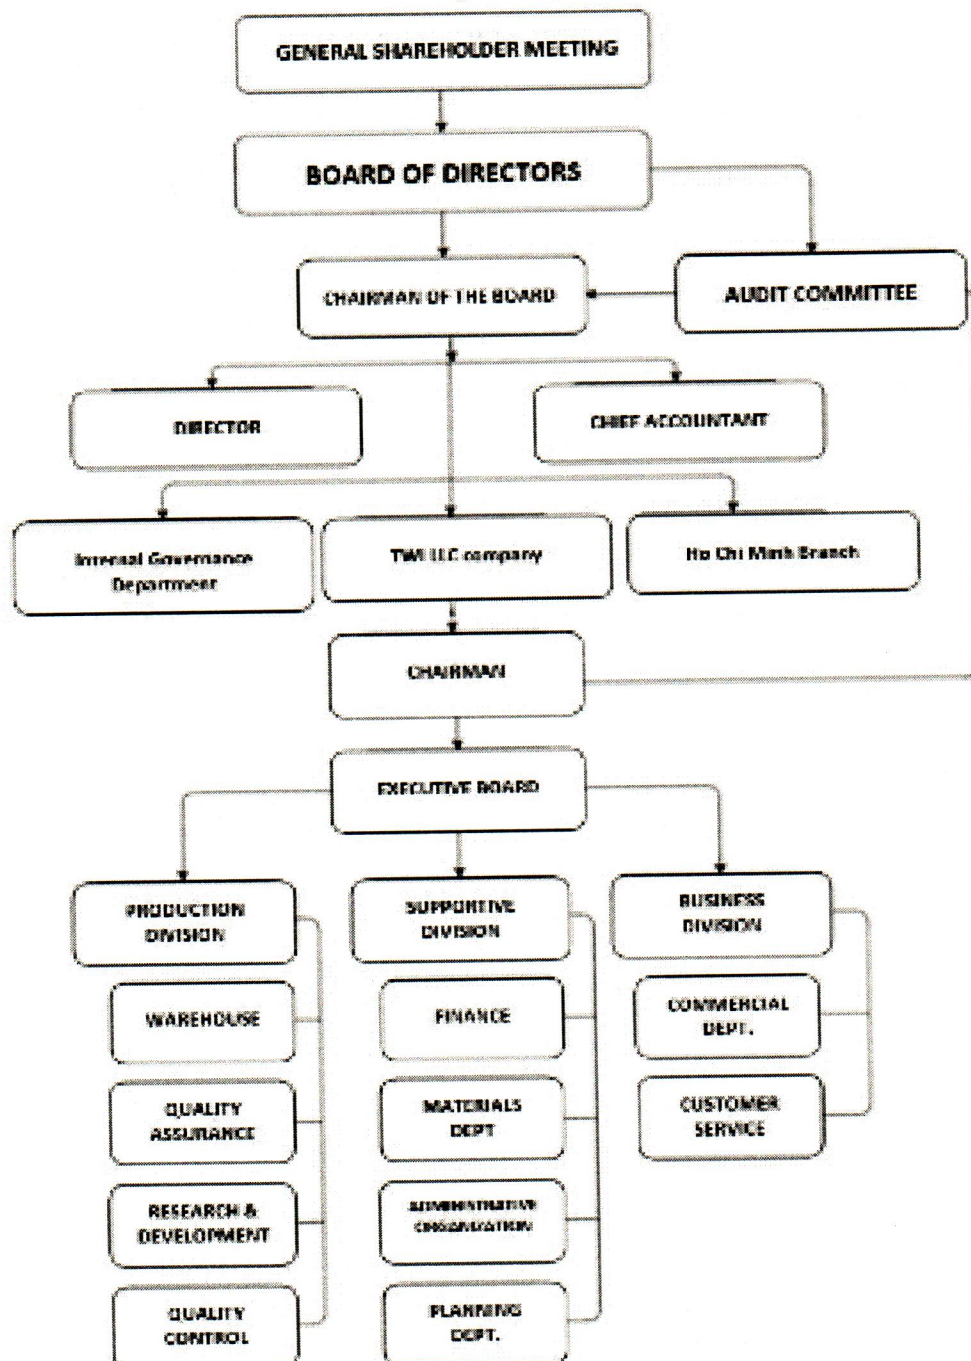 GENERAL SHAREHOLDER MEETING
BOARD OF DIRECTORS
CHAIRMAN OF THE BOARD
AUDIT COMMITTEE
DIRECTOR
CHIEF ACCOUNTANT
Internal Governance
Department
TWI LLC company
Ho Chi Minh Branch
CHAIRMAN
EXECUTIVE BOARD
PRODUCTION
DIVISION
SUPPORTIVE
DIVISION
BUSINESS
DIVISION
WAREHOUSE
FINANCE
COMMERCIAL
DEPT.
QUALITY
ASSURANCE
MATERIALS
DEPT
CUSTOMER
SERVICE
RESEARCH &
DEVELOPMENT
ADMINISTRATIVE
ORGANIZATION
QUALITY
CONTROL
PLANNING
DEPT.